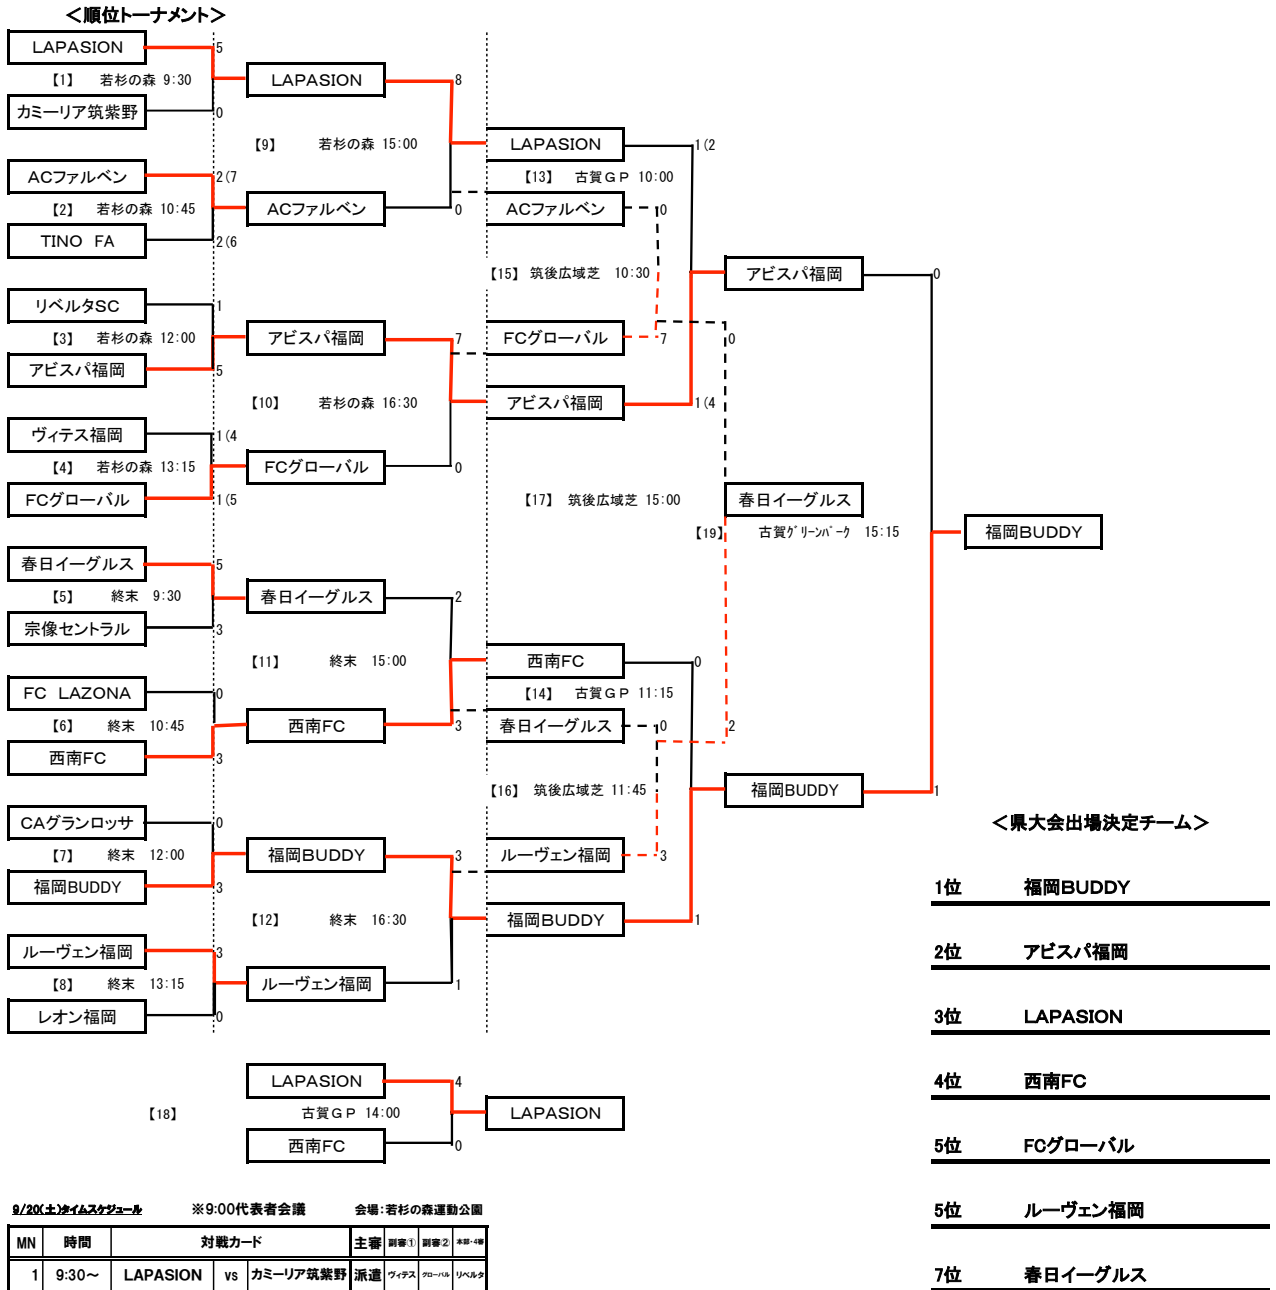 ＜順位トーナメント＞
LAPASION
5
【1】 若杉の森 9:30
カミーリア筑紫野
0
LAPASION
8
【9】 若杉の森 15:00
ACファルベン
2(7
【2】 若杉の森 10:45
TINO FA
2(6
ACファルベン
0
LAPASION
1(2
【13】 古賀GP 10:00
ACファルベン
0
【15】 筑後広域芝 10:30
アビスパ福岡
0
リベルタSC
1
【3】 若杉の森 12:00
アビスパ福岡
5
アビスパ福岡
7
【10】 若杉の森 16:30
FCグローバル
7
0
アビスパ福岡
1(4
ヴィテス福岡
1(4
【4】 若杉の森 13:15
FCグローバル
1(5
FCグローバル
0
【17】 筑後広域芝 15:00
春日イーグルス
【19】 古賀ｸﾞﾘｰﾝﾊﾟｰｸ 15:15
福岡BUDDY
春日イーグルス
5
【5】 終末 9:30
宗像セントラル
3
春日イーグルス
2
【11】 終末 15:00
FC LAZONA
0
【6】 終末 10:45
西南FC
3
西南FC
3
西南FC
0
【14】 古賀GP 11:15
春日イーグルス
0
2
【16】 筑後広域芝 11:45
福岡BUDDY
1
CAグランロッサ
0
【7】 終末 12:00
福岡BUDDY
3
福岡BUDDY
3
【12】 終末 16:30
ルーヴェン福岡
3
福岡BUDDY
1
ルーヴェン福岡
3
【8】 終末 13:15
レオン福岡
0
ルーヴェン福岡
1
＜県大会出場決定チーム＞
1位 福岡BUDDY
2位 アビスパ福岡
3位 LAPASION
4位 西南FC
5位 FCグローバル
5位 ルーヴェン福岡
7位 春日イーグルス
LAPASION
4
【18】 古賀GP 14:00
LAPASION
西南FC
0
9/20(土)タイムスケジュール ※9:00代表者会議 会場:若杉の森運動公園
MN 時間 対戦カード 主審 副審① 副審② 本部・4審
1 9:30～ LAPASION vs カミーリア筑紫野 派遣 ヴィテス グローバル リベルタ